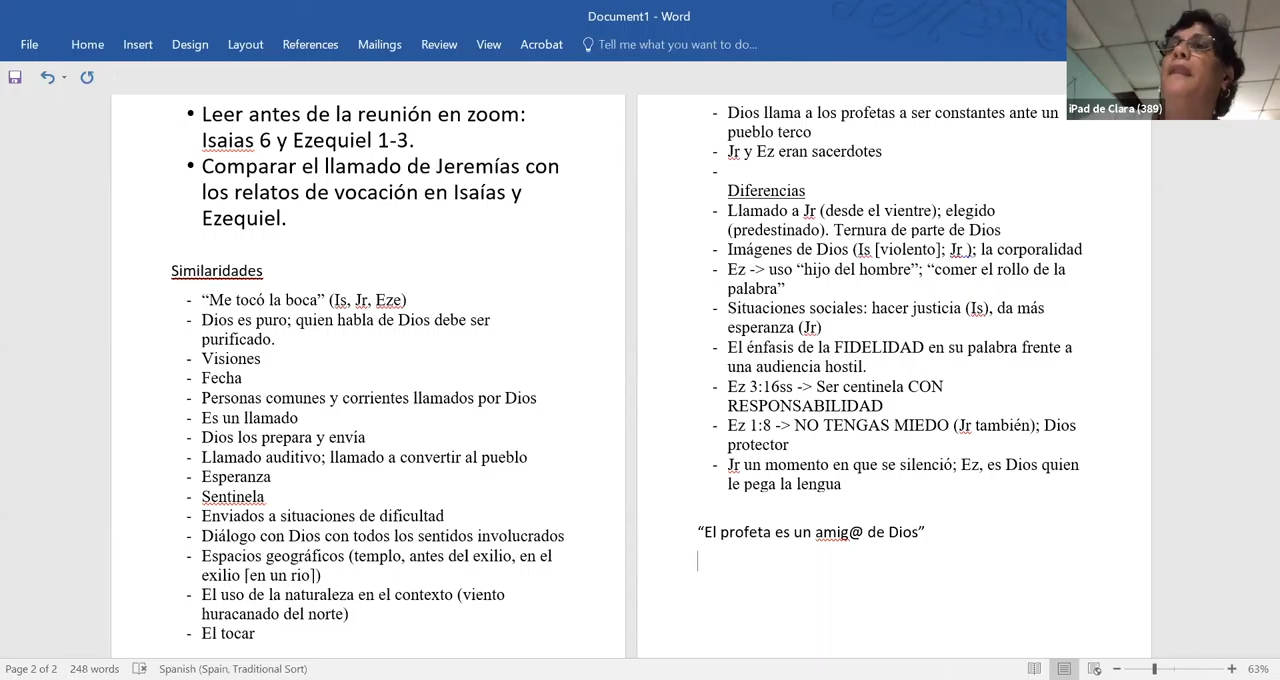 Document1 - Word
File Home Insert Design Layout References Mailings Review View Acrobat Tell me what you want to do...
iPad de Clara (389)
• Leer antes de la reunión en zoom:
Isaias 6 y Ezequiel 1-3.
• Comparar el llamado de Jeremías con
los relatos de vocación en Isaías y
Ezequiel.
Similaridades
- “Me tocó la boca” (Is, Jr, Eze)
- Dios es puro; quien habla de Dios debe ser
purificado.
- Visiones
- Fecha
- Personas comunes y corrientes llamados por Dios
- Es un llamado
- Dios los prepara y envía
- Llamado auditivo; llamado a convertir al pueblo
- Esperanza
- Sentinela
- Enviados a situaciones de dificultad
- Diálogo con Dios con todos los sentidos involucrados
- Espacios geográficos (templo, antes del exilio, en el
exilio [en un rio])
- El uso de la naturaleza en el contexto (viento
huracanado del norte)
- El tocar
- Dios llama a los profetas a ser constantes ante un
pueblo terco
- Jr y Ez eran sacerdotes
-
Diferencias
- Llamado a Jr (desde el vientre); elegido
(predestinado). Ternura de parte de Dios
- Imágenes de Dios (Is [violento]; Jr ); la corporalidad
- Ez -> uso “hijo del hombre”; “comer el rollo de la
palabra”
- Situaciones sociales: hacer justicia (Is), da más
esperanza (Jr)
- El énfasis de la FIDELIDAD en su palabra frente a
una audiencia hostil.
- Ez 3:16ss -> Ser centinela CON
RESPONSABILIDAD
- Ez 1:8 -> NO TENGAS MIEDO (Jr también); Dios
protector
- Jr un momento en que se silenció; Ez, es Dios quien
le pega la lengua
“El profeta es un amig@ de Dios”
Page 2 of 2 248 words Spanish (Spain, Traditional Sort) 63%